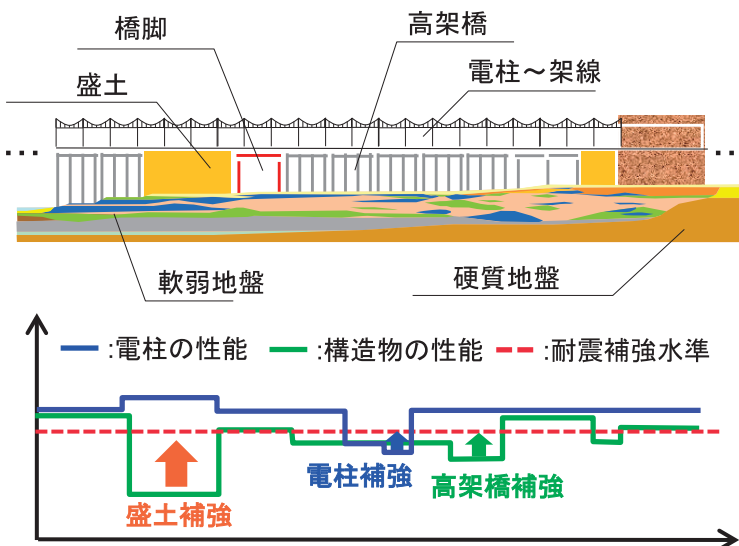 橋脚
高架橋
盛土
電柱～架線
軟弱地盤
硬質地盤
:電柱の性能
:構造物の性能
:耐震補強水準
電柱補強
高架橋補強
盛土補強